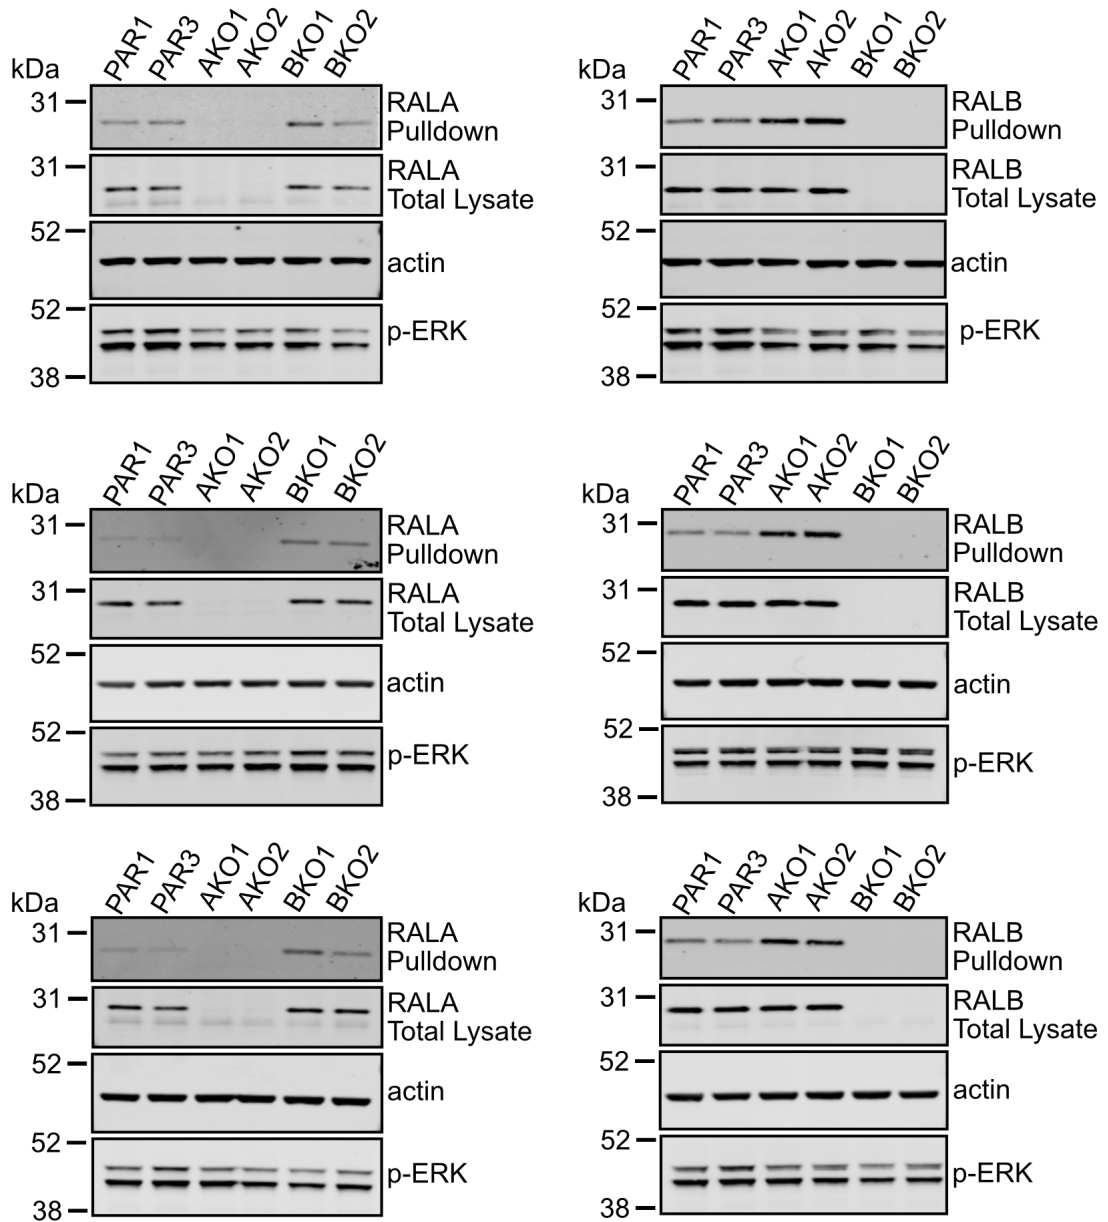 PAR1 PAR3 AKO1 AKO2 BKO1 BKO2
kDa
31
RALA
Pulldown
31
RALA
Total Lysate
52
actin
52
p-ERK
38
PAR1 PAR3 AKO1 AKO2 BKO1 BKO2
kDa
31
RALB
Pulldown
31
RALB
Total Lysate
52
actin
52
p-ERK
38
PAR1 PAR3 AKO1 AKO2 BKO1 BKO2
kDa
31
RALA
Pulldown
31
RALA
Total Lysate
52
actin
52
p-ERK
38
PAR1 PAR3 AKO1 AKO2 BKO1 BKO2
kDa
31
RALB
Pulldown
31
RALB
Total Lysate
52
actin
52
p-ERK
38
PAR1 PAR3 AKO1 AKO2 BKO1 BKO2
kDa
31
RALA
Pulldown
31
RALA
Total Lysate
52
actin
52
p-ERK
38
PAR1 PAR3 AKO1 AKO2 BKO1 BKO2
kDa
31
RALB
Pulldown
31
RALB
Total Lysate
52
actin
52
p-ERK
38